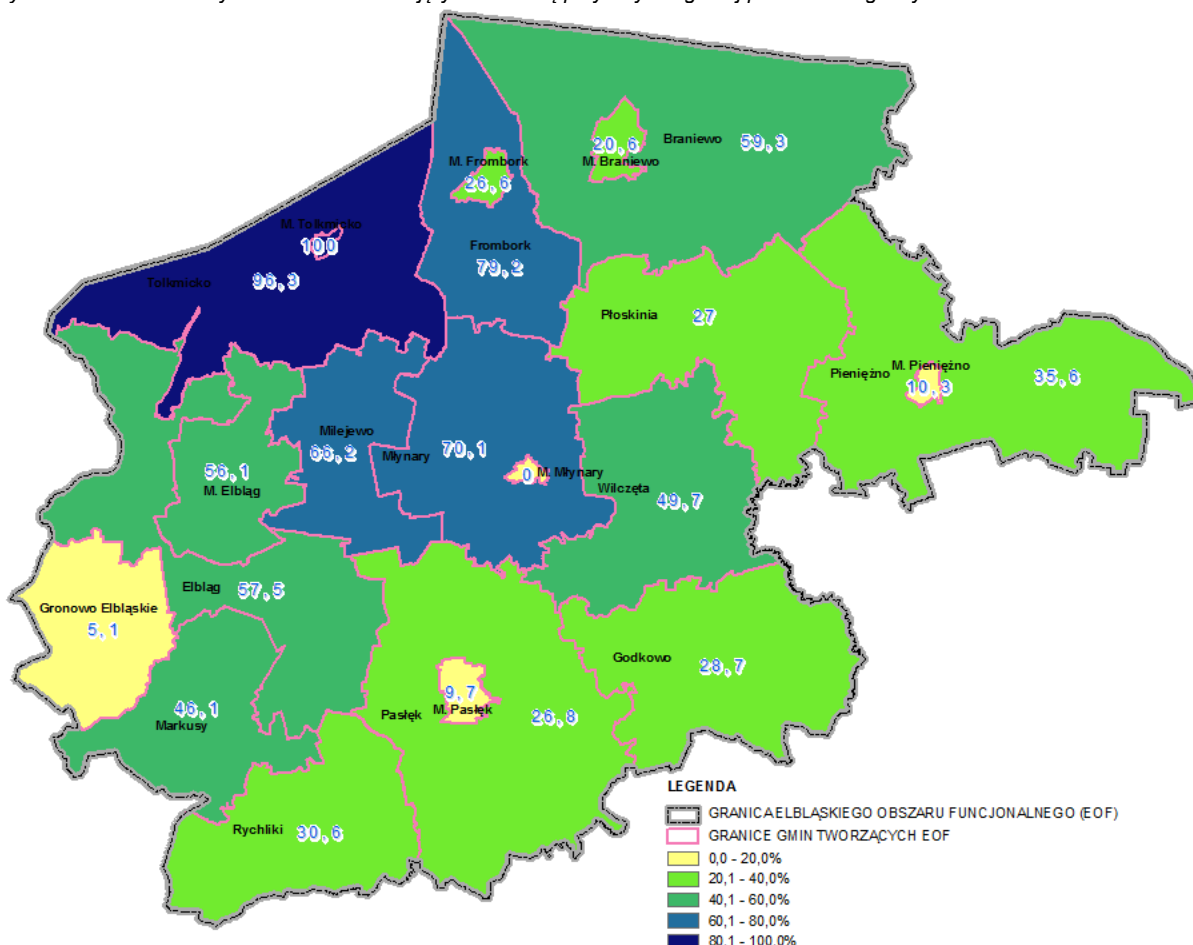 Braniewo 59,3
20,6
M. Braniewo
M. Frombork
26,6
M. Tolkmicko
100
Tolkmicko 96,3
Frombork
79,2
Płoskinia 27
Pieniężno M. Pieniężno
10,3 35,6
Milejewo
66,2 Młynary 70,1
0 M. Młynary
Wilczęta
49,7
56,1
M. Elbląg
Elbląg 57,5
Gronowo Elbląskie
5,1
46,1
Markusy
9,7
Pasłęk M. Pasłęk 26,8
Godkowo 28,7
Rychliki 30,6
LEGENDA
GRANICA ELBLĄSKIEGO OBSZARU FUNCJONALNEGO (EOF)
GRANICE GMIN TWORZĄCYCH EOF
0,0 - 20,0%
20,1 - 40,0%
40,1 - 60,0%
60,1 - 80,0%
80,1 - 100,0%